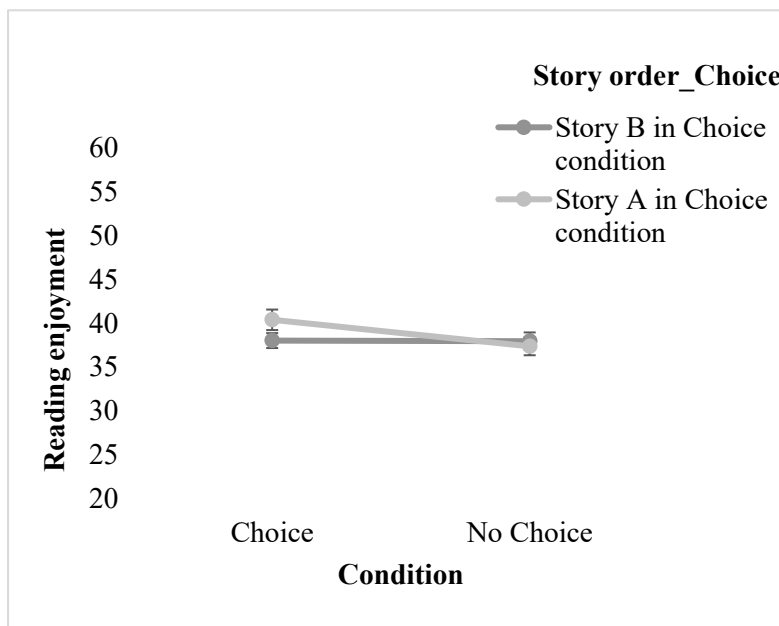 Story order_Choice
Story B in Choice
condition
Story A in Choice
condition
60
55
50
45
40
35
30
25
20
Reading enjoyment
Choice
No Choice
Condition